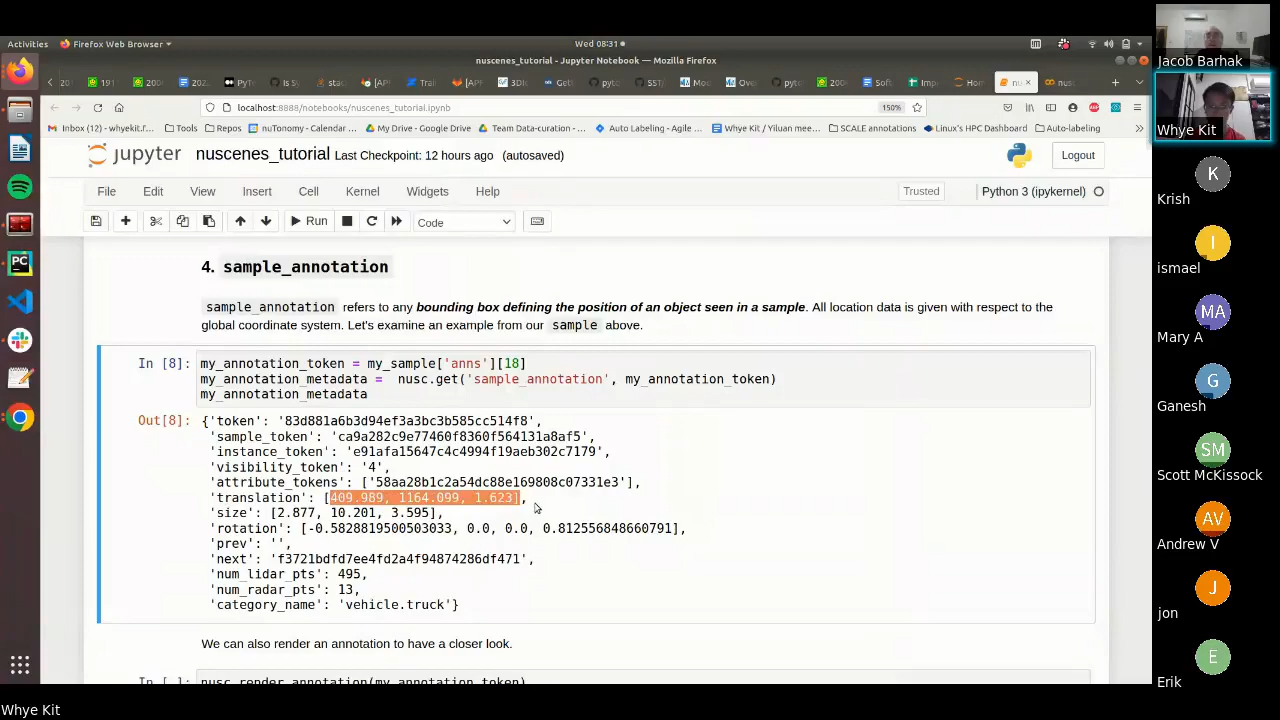 Activities
Firefox Web Browser
Wed 08:31
nuscenes_tutorial — Jupyter Notebook — Mozilla Firefox
localhost:8888/notebooks/nuscenes_tutorial.ipynb
150%
Inbox (12) - whyekit.f...
Tools
Repos
nuTonomy - Calendar ...
My Drive - Google Drive
Team Data-curation - ...
Auto Labeling - Agile ...
Whye Kit / Yiluan mee...
SCALE annotations
Linux's HPC Dashboard
Auto-labeling
jupyter
nuscenes_tutorial
Last Checkpoint: 12 hours ago
(autosaved)
Logout
File
Edit
View
Insert
Cell
Kernel
Widgets
Help
Trusted
Python 3 (ipykernel)
Run
Code
4. sample_annotation
sample_annotation refers to any bounding box defining the position of an object seen in a sample. All location data is given with respect to the
global coordinate system. Let's examine an example from our sample above.
In [8]:
my_annotation_token = my_sample['anns'][18]
my_annotation_metadata =  nusc.get('sample_annotation', my_annotation_token)
my_annotation_metadata
Out[8]:
{'token': '83d881a6b3d94ef3a3bc3b585cc514f8',
'sample_token': 'ca9a282c9e77460f8360f564131a8af5',
'instance_token': 'e91afa15647c4c4994f19aeb302c7179',
'visibility_token': '4',
'attribute_tokens': ['58aa28b1c2a54dc88e169808c07331e3'],
'translation': [409.989, 1164.099, 1.623],
'size': [2.877, 10.201, 3.595],
'rotation': [-0.5828819500503033, 0.0, 0.0, 0.812556848660791],
'prev': '',
'next': 'f3721bdfd7ee4fd2a4f94874286df471',
'num_lidar_pts': 495,
'num_radar_pts': 13,
'category_name': 'vehicle.truck'}
We can also render an annotation to have a closer look.
In [ ]:
nusc.render_annotation(my_annotation_token)
Jacob Barhak
Whye Kit
K
Krish
I
ismael
MA
Mary A
G
Ganesh
SM
Scott McKissock
AV
Andrew V
J
jon
E
Erik
Whye Kit